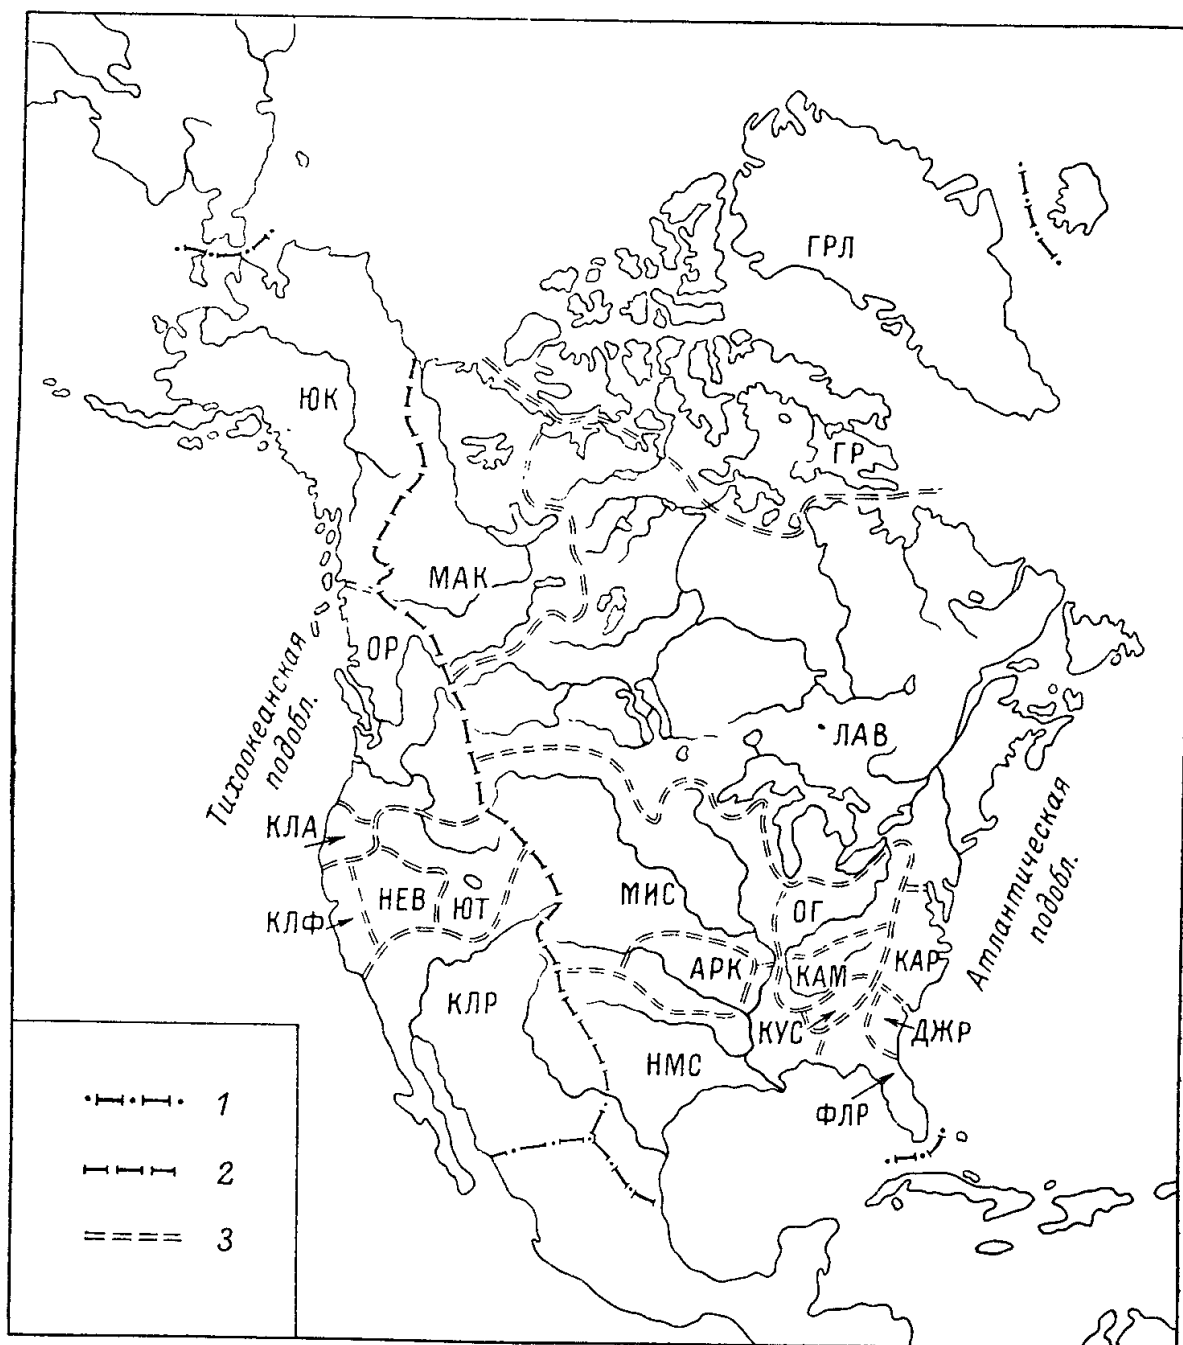 ГРЛ
ЮК
ГР
МАК
ОР
Тихоокеанская
подобл.
ЛАВ
КЛА
Атлантическая
подобл.
НЕВ
ЮТ
МИС
ОГ
КЛФ
АРК
КАМ
КАР
КЛР
КУС
ДЖР
НМС
ФЛР
1
2
3